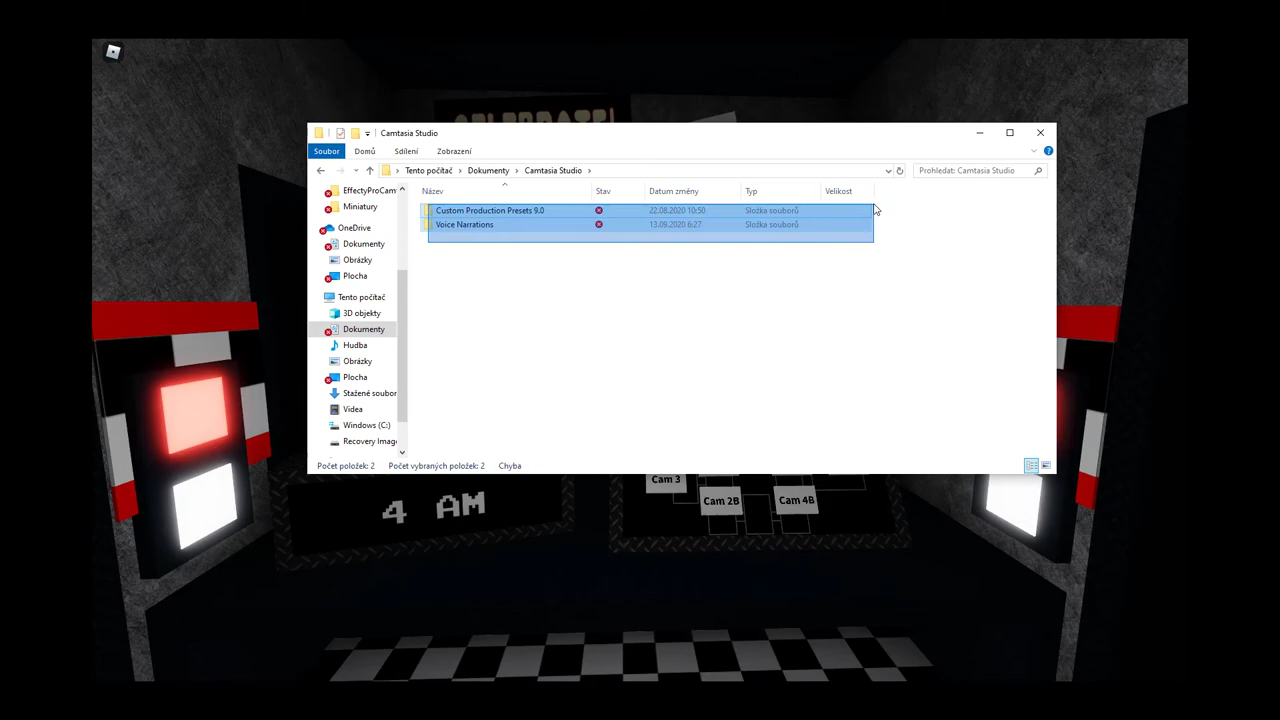 CELEBRATE!
Camtasia Studio
Soubor Domů Sdílení Zobrazení
Tento počítač Dokumenty Camtasia Studio
Prohledat: Camtasia Studio
Název Stav Datum změny Typ Velikost
Custom Production Presets 9.0 22.08.2020 10:50 Složka souborů
Voice Narrations 13.09.2020 6:27 Složka souborů
EffectyProCam
Miniatury
OneDrive
Dokumenty
Obrázky
Plocha
Tento počítač
3D objekty
Dokumenty
Hudba
Obrázky
Plocha
Stažené soubor
Videa
Windows (C:)
Recovery Imag
Počet položek: 2 Počet vybraných položek: 2 Chyba
4 AM
Cam 3
Cam 2B
Cam 4B